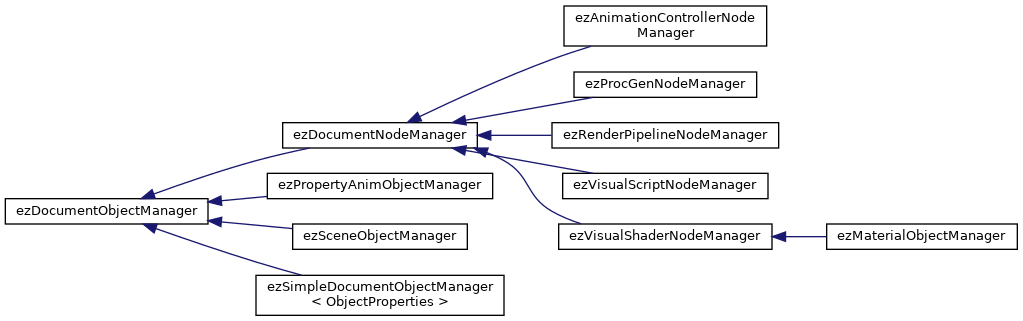 ezAnimationControllerNode
Manager
ezProcGenNodeManager
ezDocumentNodeManager
ezRenderPipelineNodeManager
ezPropertyAnimObjectManager
ezVisualScriptNodeManager
ezDocumentObjectManager
ezSceneObjectManager
ezVisualShaderNodeManager
ezMaterialObjectManager
ezSimpleDocumentObjectManager
< ObjectProperties >